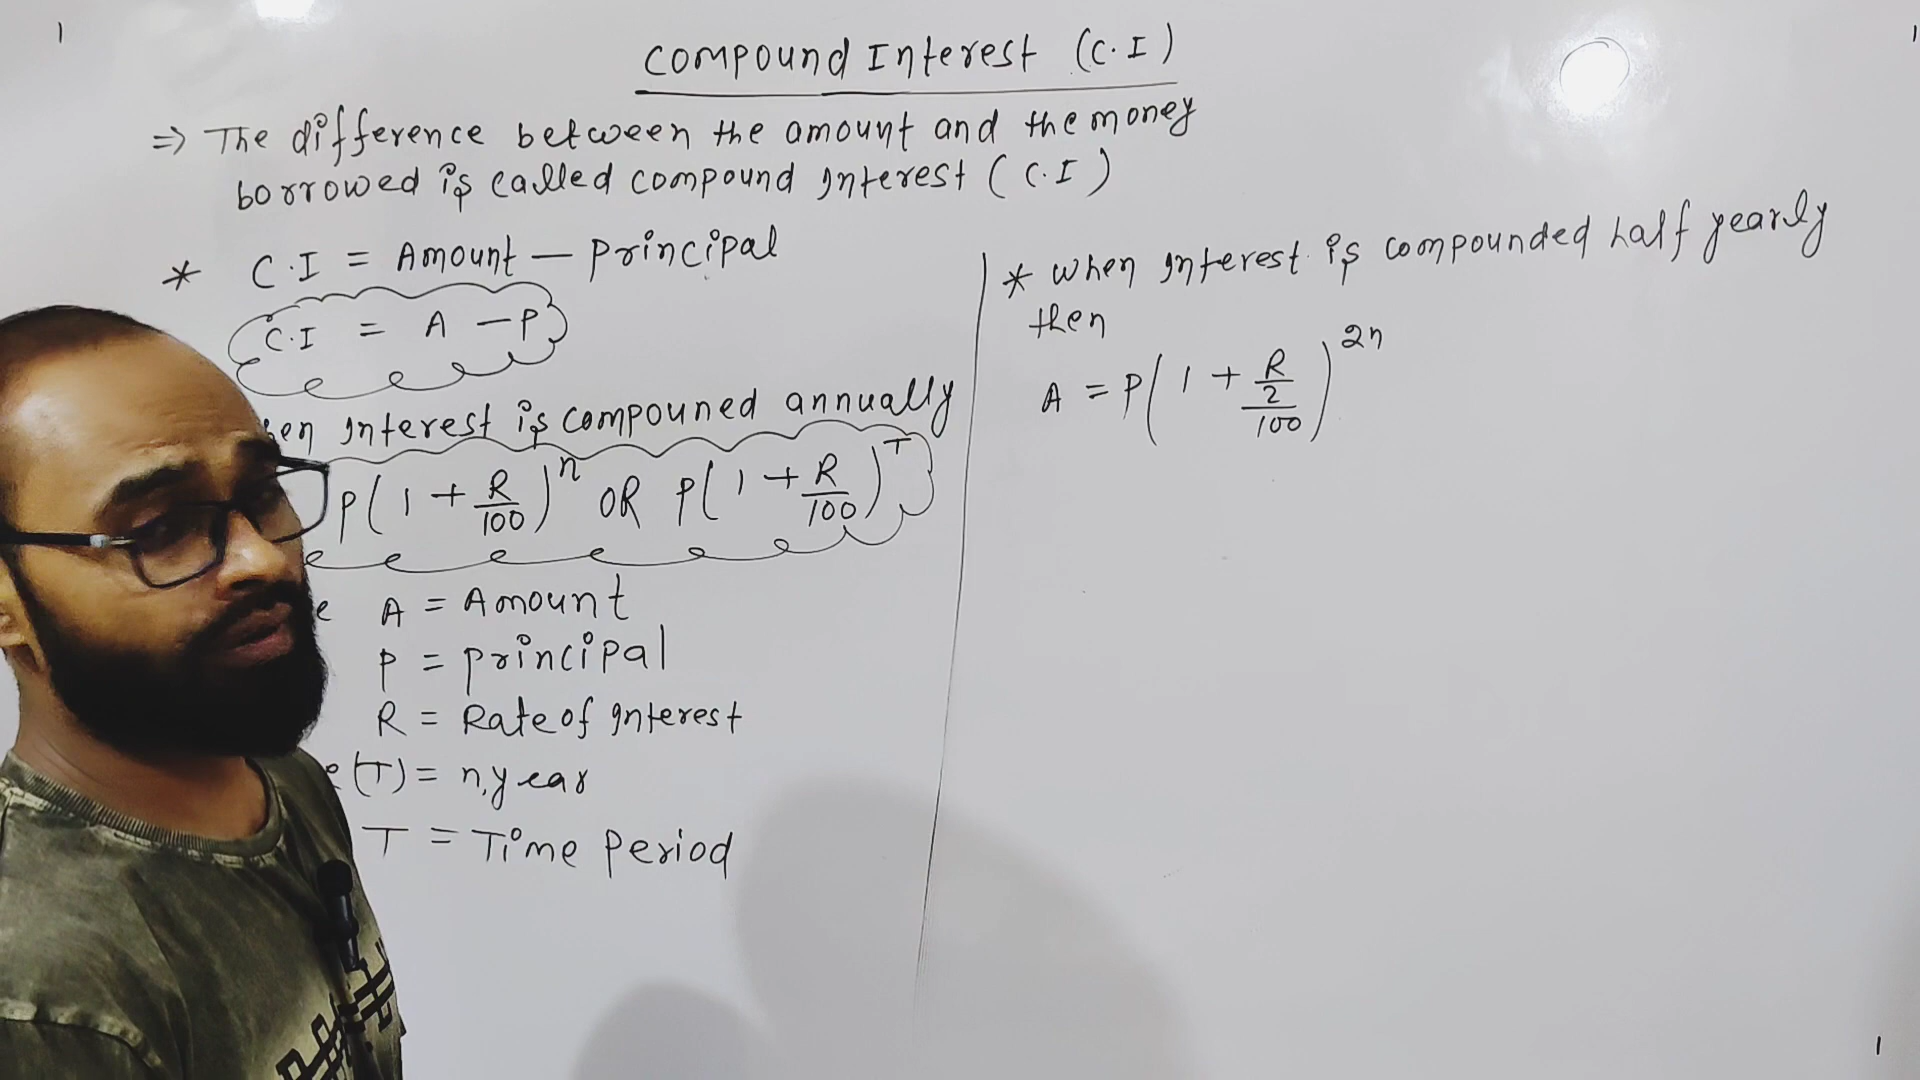 Compound Interest (C.I)
⇒ The difference between the amount and the money
borrowed is called compound Interest (C.I)
* C.I = Amount – Principal
C.I = A – P
Interest is compouned annually
P(1 + R/100)^n OR P(1 + R/100)^T
A = Amount
P = Principal
R = Rate of Interest
(T) = n, year
T = Time Period
* When Interest is compounded half yearly
then
A = P(1 + (R/2)/100)^2n